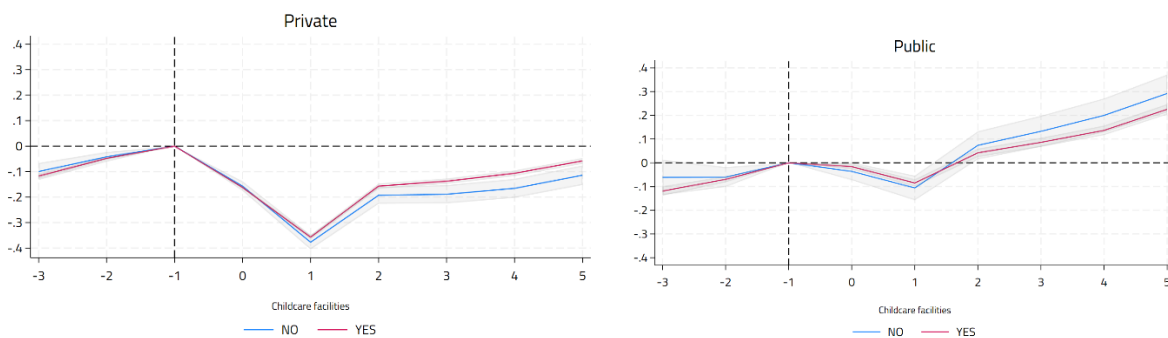 Private
.4
.3
.2
.1
0
-.1
-.2
-.3
-.4
-3 -2 -1 0 1 2 3 4 5
Childcare facilities
NO YES
Public
.4
.3
.2
.1
0
-.1
-.2
-.3
-.4
-3 -2 -1 0 1 2 3 4 5
Childcare facilities
NO YES